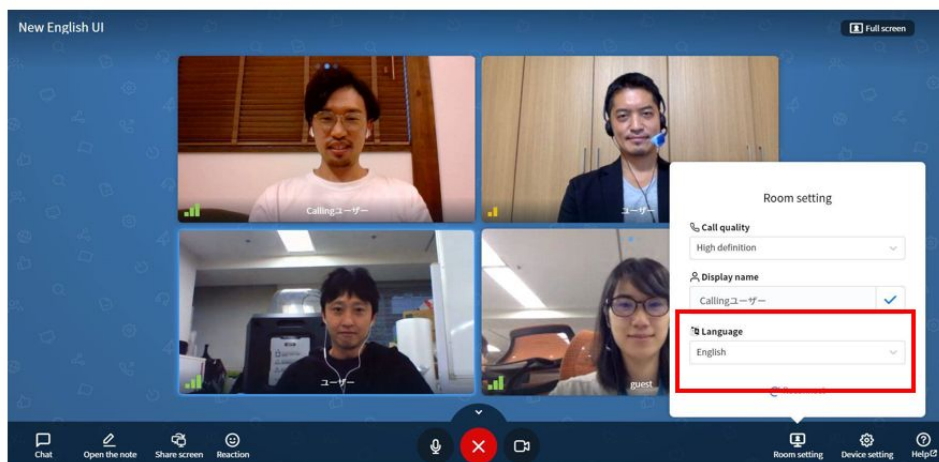 New English UI
Full screen
Callingユーザー
ユーザー
ユーザー
guest
Room setting
Call quality
High definition
Display name
Callingユーザー
Language
English
Chat
Open the note
Share screen
Reaction
Room setting
Device setting
Help